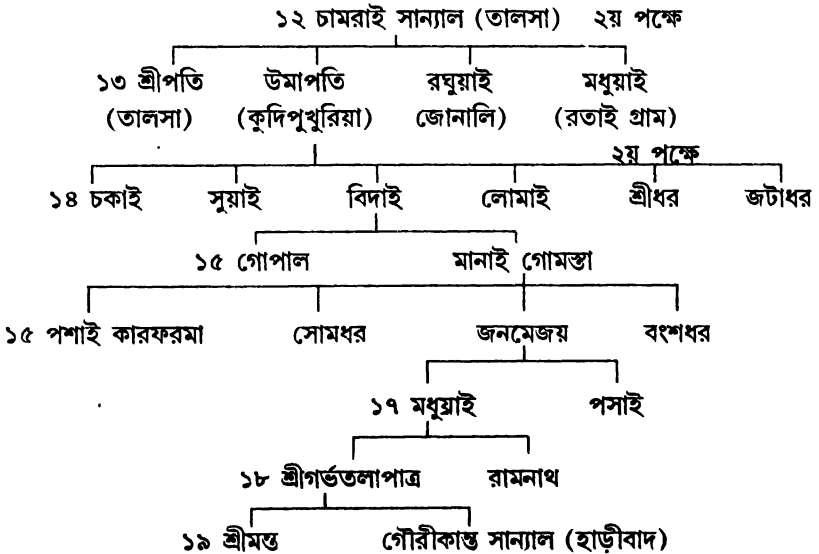 ১২ চামরাই সান্যাল (তালসা) ২য় পক্ষে
১৩ শ্রীপতি উমাপতি রঘুয়াই মধুয়াই
(তালসা) (কুদিপুখুরিয়া) জোনালি) (রতাই গ্রাম)
২য় পক্ষে
১৪ চকাই সুয়াই বিদাই লোমাই শ্রীধর জটাধর
১৫ গোপাল মানাই গোমস্তা
১৫ পশাই কারফরমা সোমধর জনমেজয় বংশধর
১৭ মধুয়াই পসাই
১৮ শ্রীগর্ভতলাপাত্র রামনাথ
১৯ শ্রীমন্ত গৌরীকান্ত সান্যাল (হাড়ীবাদ)